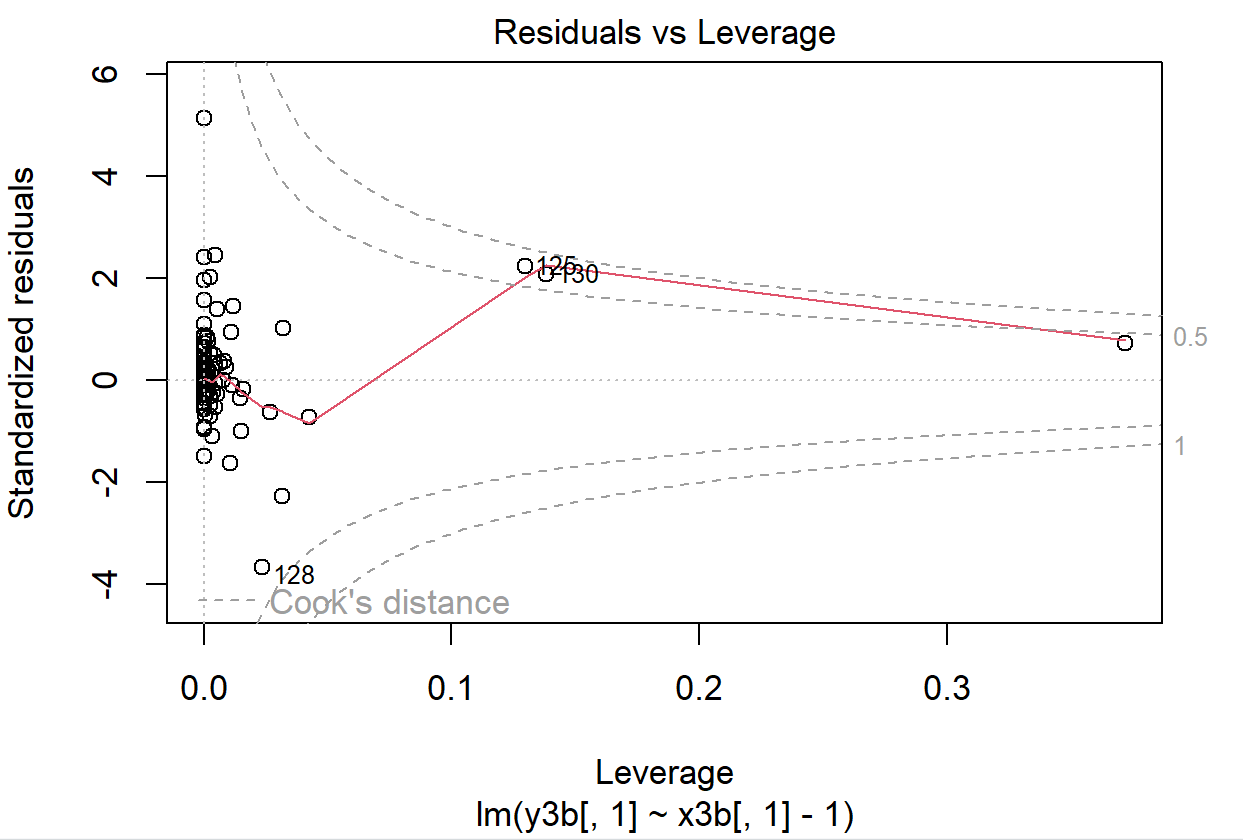 Residuals vs Leverage
6
4
2
0
-2
-4
Standardized residuals
125
130
128
0.5
1
Cook's distance
0.0 0.1 0.2 0.3
Leverage
lm(y3b[, 1] ~ x3b[, 1] - 1)